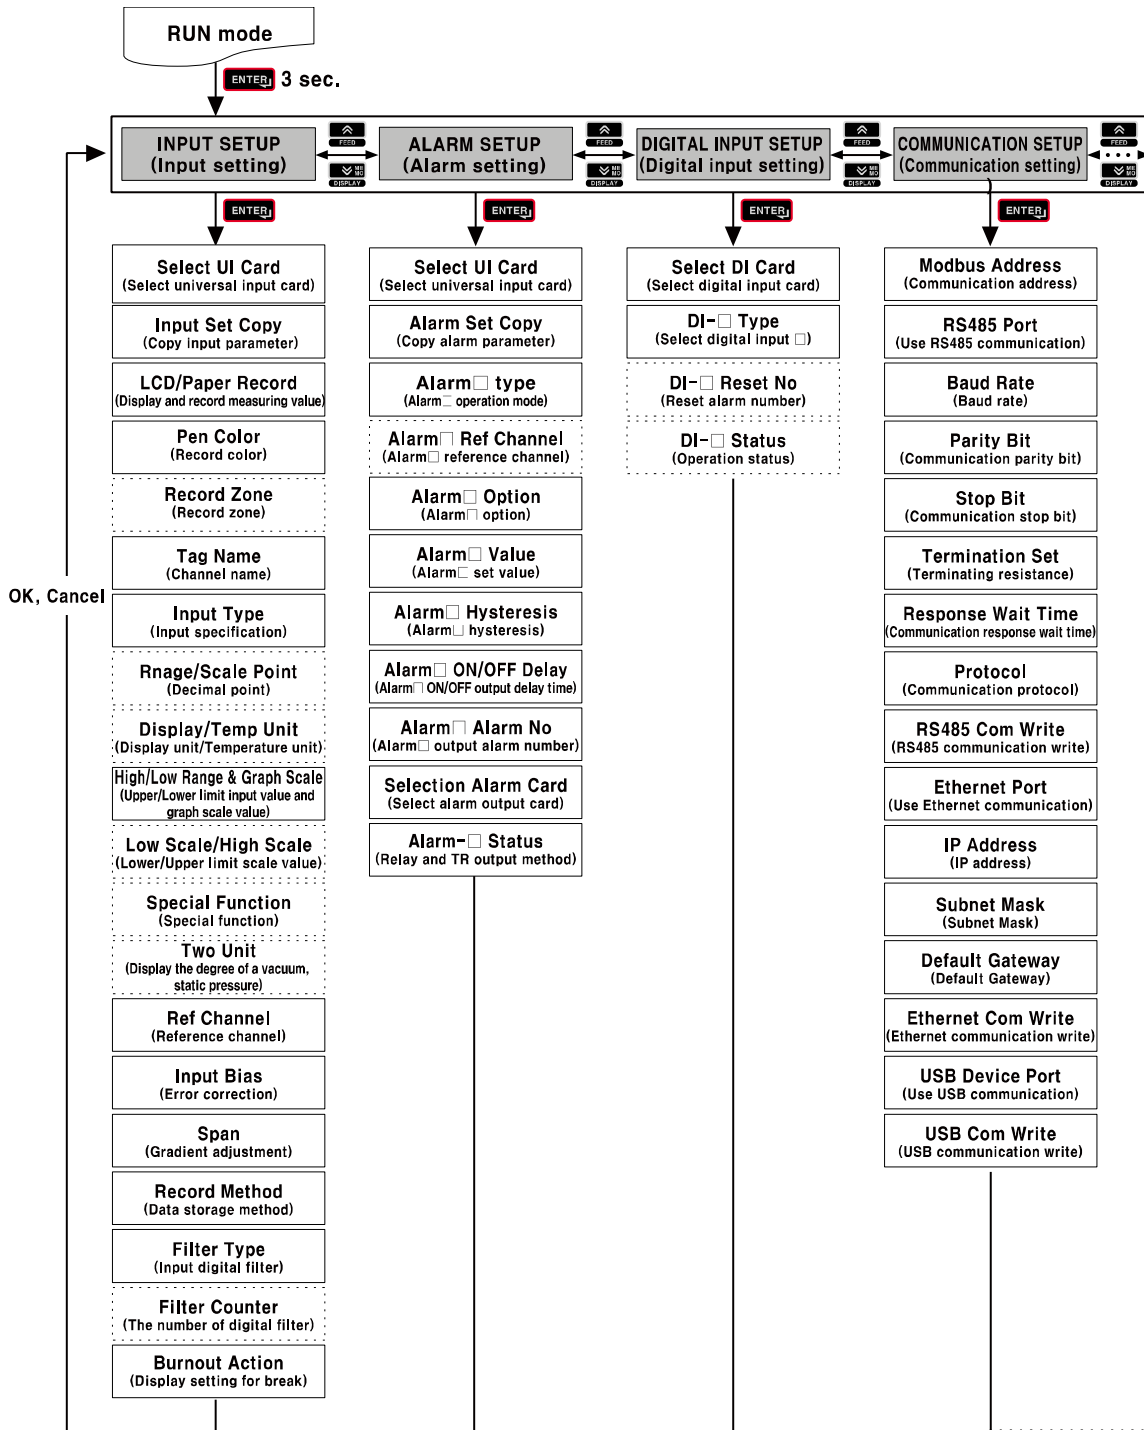 RUN mode
ENTER 3 sec.
INPUT SETUP
(Input setting)
FEED
DISPLAY
ALARM SETUP
(Alarm setting)
FEED
DISPLAY
DIGITAL INPUT SETUP
(Digital input setting)
FEED
DISPLAY
COMMUNICATION SETUP
(Communication setting)
FEED
DISPLAY
ENTER
ENTER
ENTER
ENTER
OK, Cancel
Select UI Card
(Select universal input card)
Input Set Copy
(Copy input parameter)
LCD/Paper Record
(Display and record measuring value)
Pen Color
(Record color)
Record Zone
(Record zone)
Tag Name
(Channel name)
Input Type
(Input specification)
Rnage/Scale Point
(Decimal point)
Display/Temp Unit
(Display unit/Temperature unit)
High/Low Range & Graph Scale
(Upper/Lower limit input value and
graph scale value)
Low Scale/High Scale
(Lower/Upper limit scale value)
Special Function
(Special function)
Two Unit
(Display the degree of a vacuum,
static pressure)
Ref Channel
(Reference channel)
Input Bias
(Error correction)
Span
(Gradient adjustment)
Record Method
(Data storage method)
Filter Type
(Input digital filter)
Filter Counter
(The number of digital filter)
Burnout Action
(Display setting for break)
Select UI Card
(Select universal input card)
Alarm Set Copy
(Copy alarm parameter)
Alarm□ type
(Alarm□ operation mode)
Alarm□ Ref Channel
(Alarm□ reference channel)
Alarm□ Option
(Alarm□ option)
Alarm□ Value
(Alarm□ set value)
Alarm□ Hysteresis
(Alarm□ hysteresis)
Alarm□ ON/OFF Delay
(Alarm□ ON/OFF output delay time)
Alarm□ Alarm No
(Alarm□ output alarm number)
Selection Alarm Card
(Select alarm output card)
Alarm-□ Status
(Relay and TR output method)
Select DI Card
(Select digital input card)
DI-□ Type
(Select digital input □)
DI-□ Reset No
(Reset alarm number)
DI-□ Status
(Operation status)
Modbus Address
(Communication address)
RS485 Port
(Use RS485 communication)
Baud Rate
(Baud rate)
Parity Bit
(Communication parity bit)
Stop Bit
(Communication stop bit)
Termination Set
(Terminating resistance)
Response Wait Time
(Communication response wait time)
Protocol
(Communication protocol)
RS485 Com Write
(RS485 communication write)
Ethernet Port
(Use Ethernet communication)
IP Address
(IP address)
Subnet Mask
(Subnet Mask)
Default Gateway
(Default Gateway)
Ethernet Com Write
(Ethernet communication write)
USB Device Port
(Use USB communication)
USB Com Write
(USB communication write)